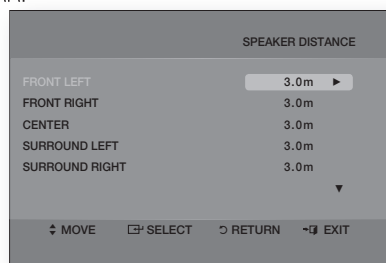 SPEAKER DISTANCE
FRONT LEFT 3.0m ►
FRONT RIGHT 3.0m
CENTER 3.0m
SURROUND LEFT 3.0m
SURROUND RIGHT 3.0m
▼
MOVE SELECT RETURN EXIT